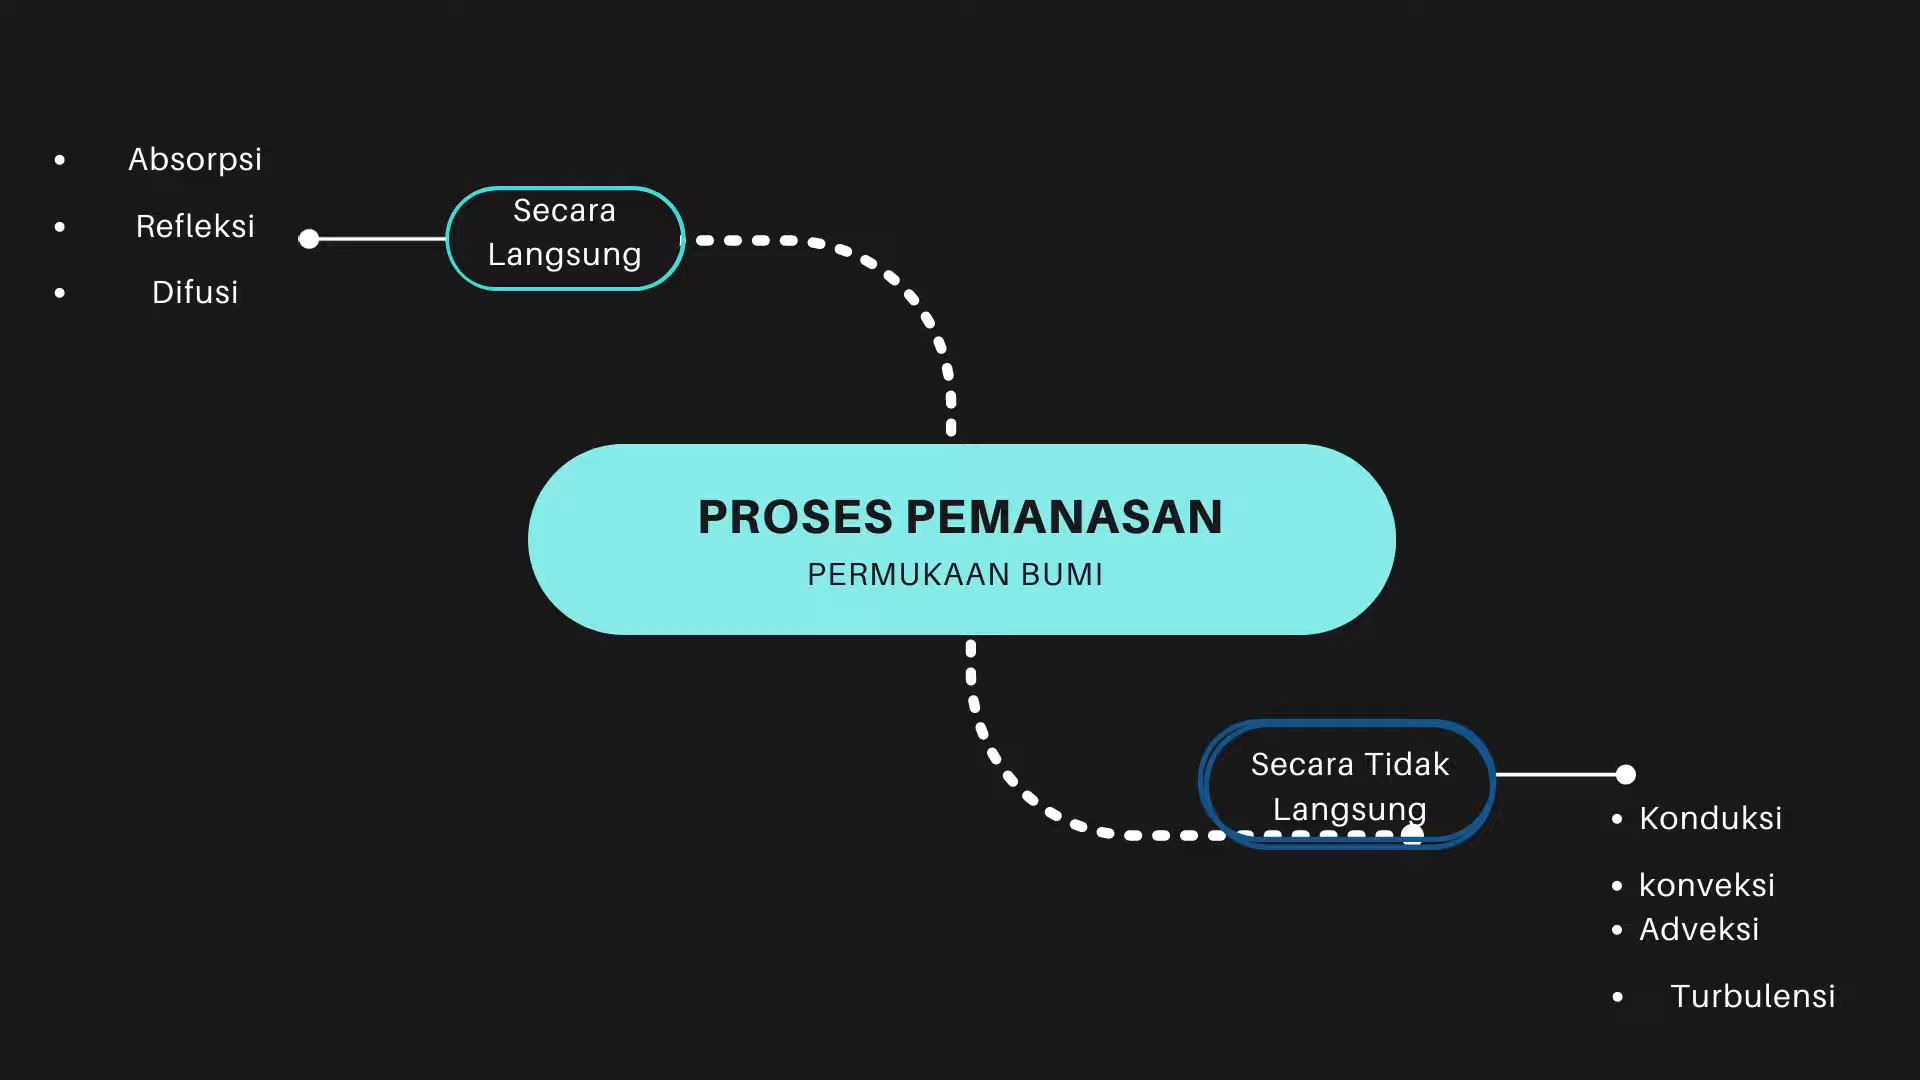 Absorpsi
Refleksi
Difusi
Secara
Langsung
PROSES PEMANASAN
PERMUKAAN BUMI
Secara Tidak
Langsung
Konduksi
konveksi
Adveksi
Turbulensi